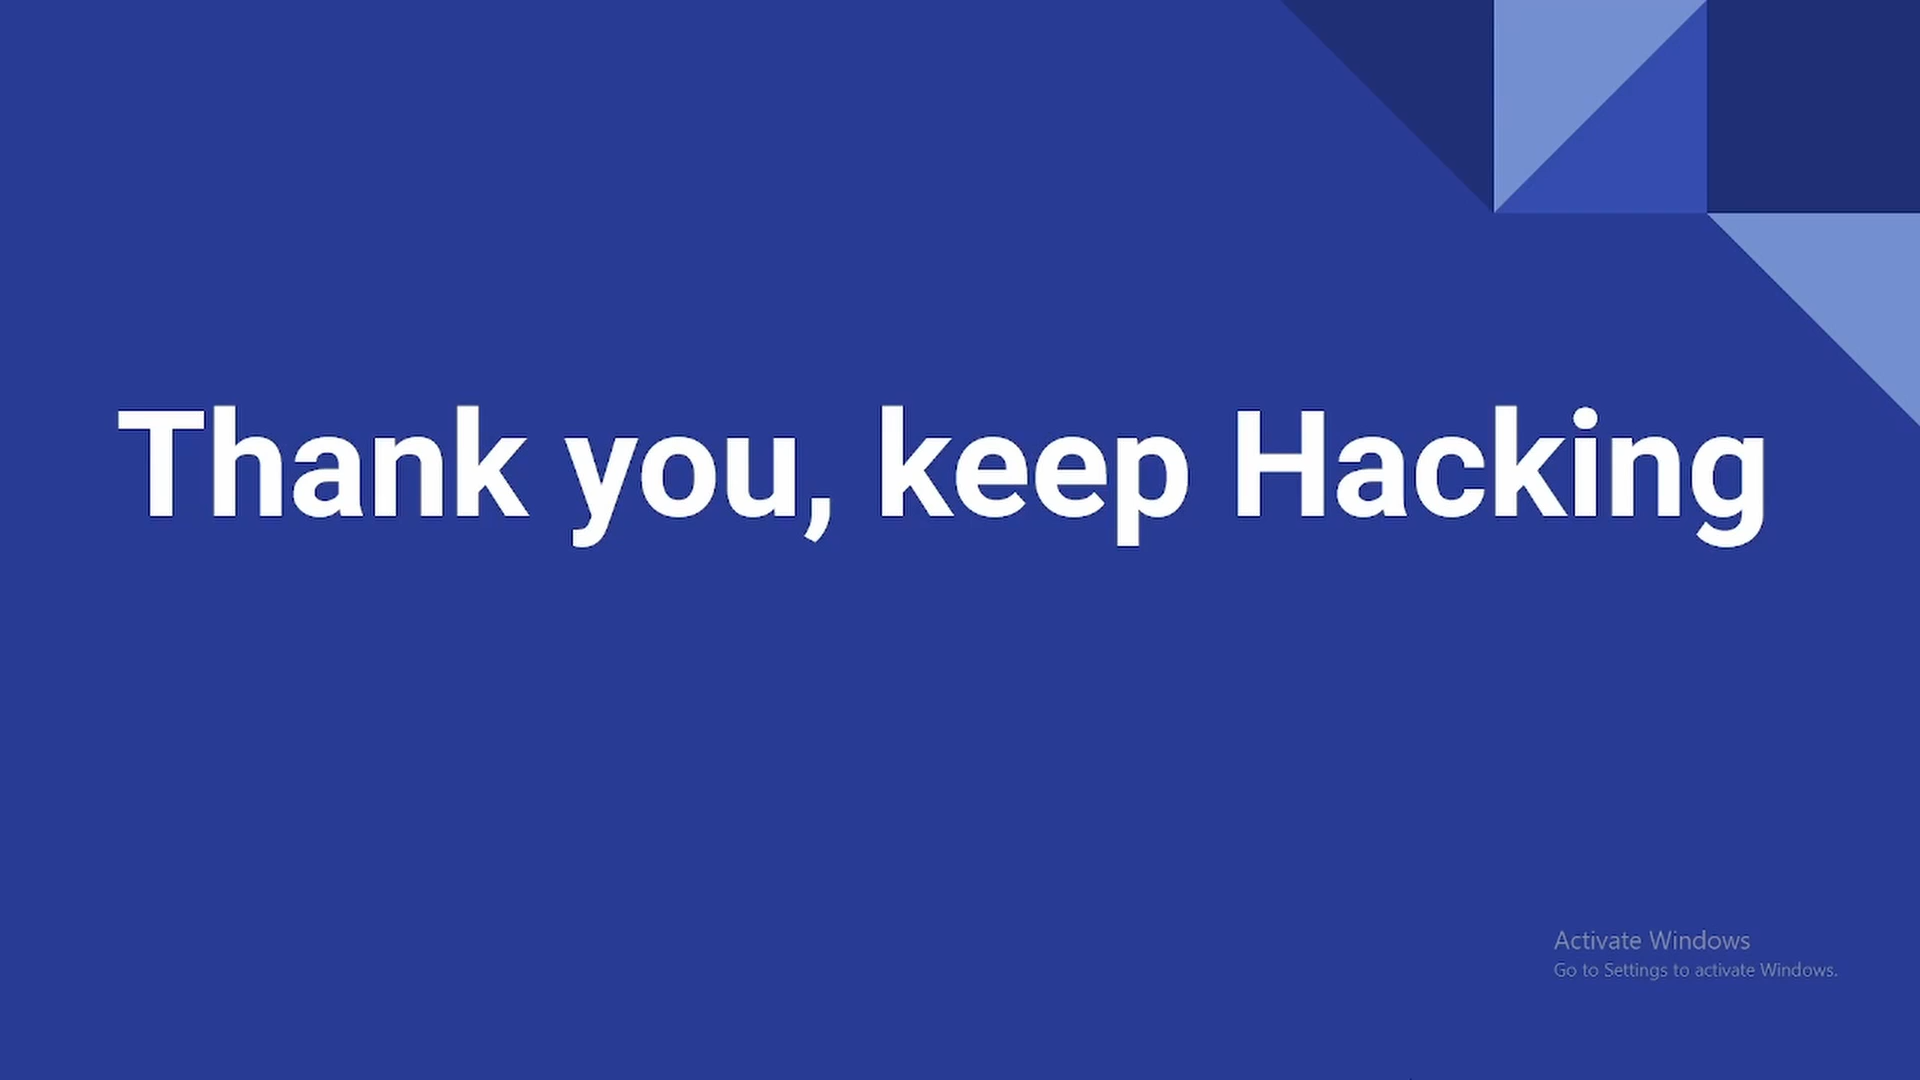 Thank you, keep Hacking
Activate Windows
Go to Settings to activate Windows.